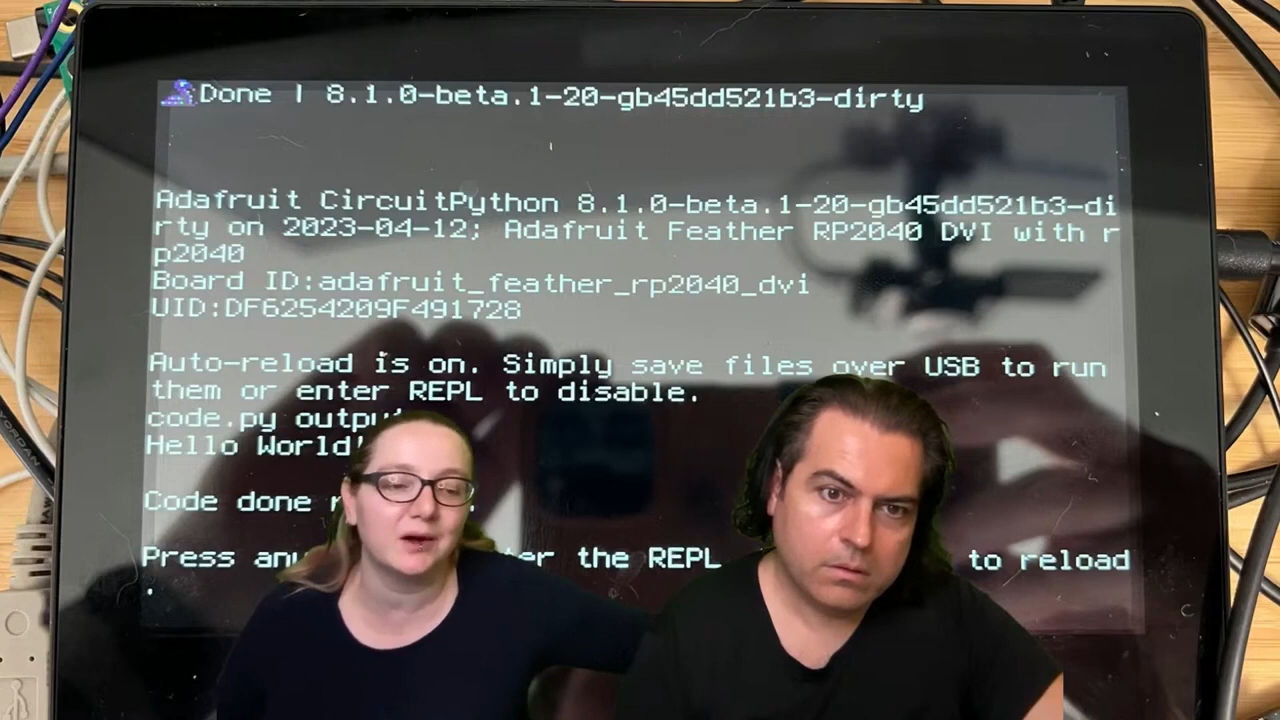 Done | 8.1.0-beta.1-20-gb45dd521b3-dirty
Adafruit CircuitPython 8.1.0-beta.1-20-gb45dd521b3-di
rty on 2023-04-12; Adafruit Feather RP2040 DVI with r
p2040
Board ID:adafruit_feather_rp2040_dvi
UID:DF6254209F491728
Auto-reload is on. Simply save files over USB to run
them or enter REPL to disable.
code.py outpu
Hello World!
Code done
Press any the REPL to reload
.